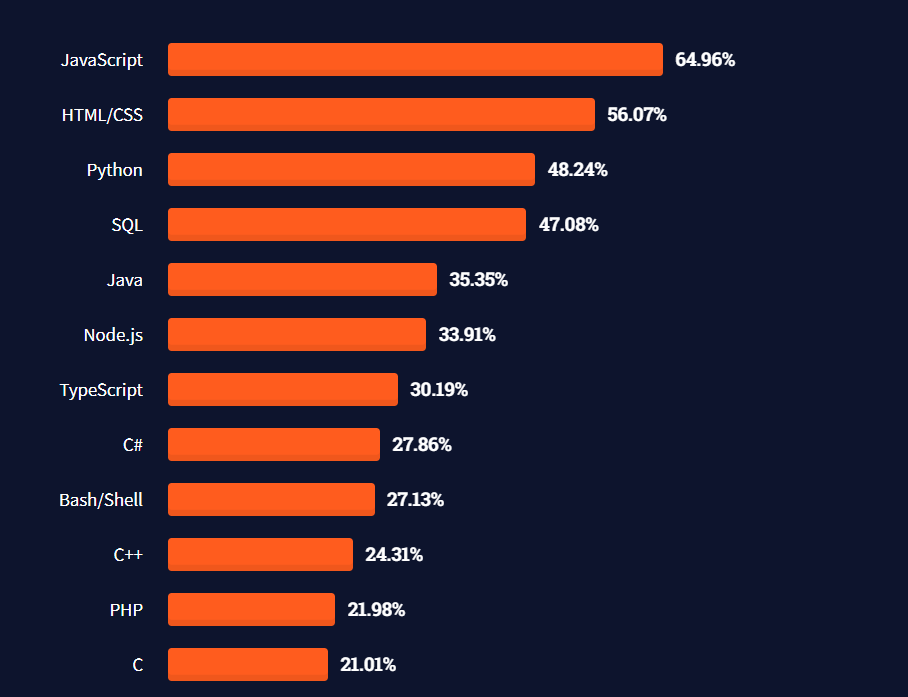 JavaScript 64.96%
HTML/CSS 56.07%
Python 48.24%
SQL 47.08%
Java 35.35%
Node.js 33.91%
TypeScript 30.19%
C# 27.86%
Bash/Shell 27.13%
C++ 24.31%
PHP 21.98%
C 21.01%